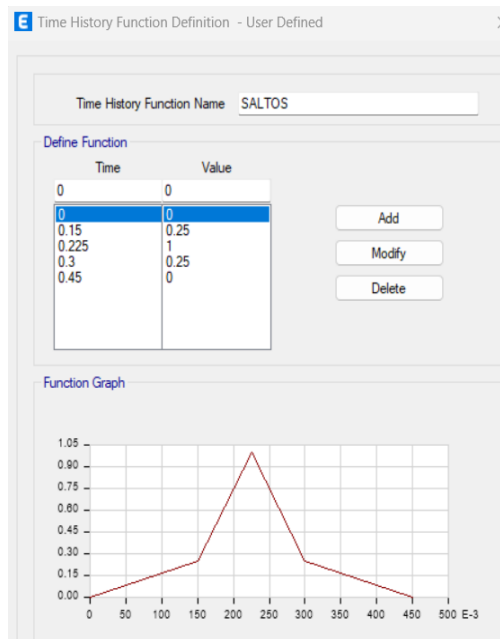 E Time History Function Definition - User Defined
Time History Function Name SALTOS
Define Function
Time Value
0 0
0 0
0.15 0.25
0.225 1
0.3 0.25
0.45 0
Add
Modify
Delete
Function Graph
1.05
0.90
0.75
0.60
0.45
0.30
0.15
0.00
0 50 100 150 200 250 300 350 400 450 500 E-3